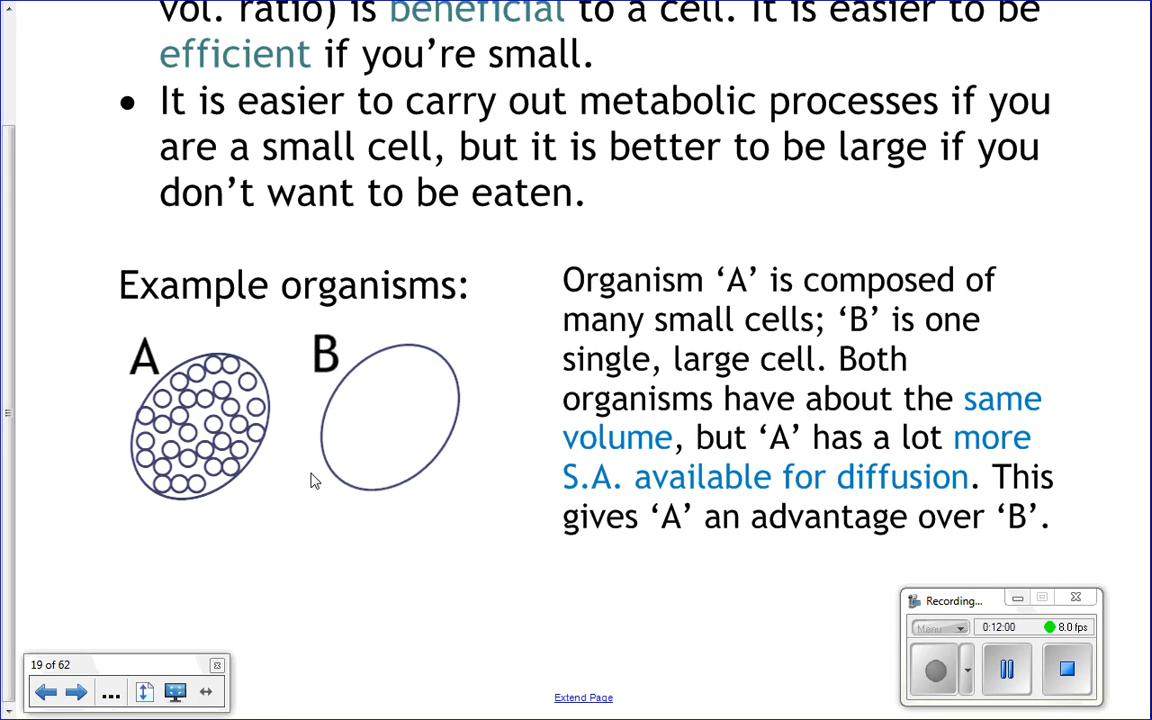 vol. ratio) is beneficial to a cell. It is easier to be
efficient if you’re small.
• It is easier to carry out metabolic processes if you
are a small cell, but it is better to be large if you
don’t want to be eaten.
Example organisms:
A
B
Organism ‘A’ is composed of
many small cells; ‘B’ is one
single, large cell. Both
organisms have about the same
volume, but ‘A’ has a lot more
S.A. available for diffusion. This
gives ‘A’ an advantage over ‘B’.
Recording...
Menu
0:12:00
8.0 fps
19 of 62
...
Extend Page